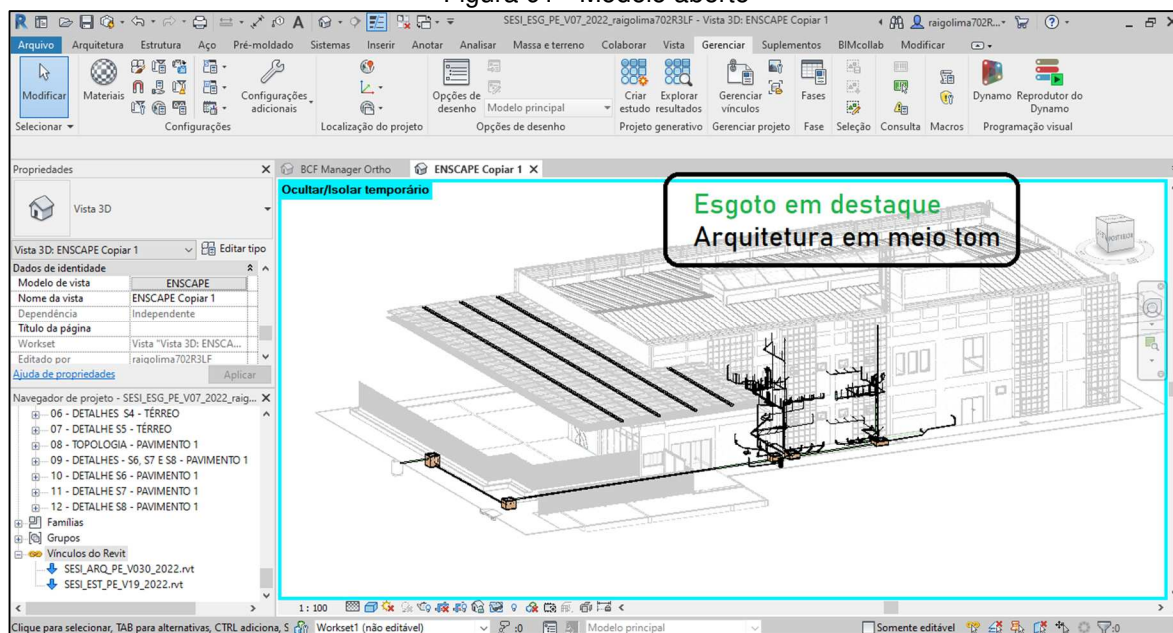 SESI_ESG_PE_V07_2022_raigolima702R3LF - Vista 3D: ENSCAPE Copiar 1
raigolima702R...
Arquivo Arquitetura Estrutura Aço Pré-moldado Sistemas Inserir Anotar Analisar Massa e terreno Colaborar Vista Gerenciar Suplementos BIMcollab Modificar
Modificar
Materiais
Configurações
adicionais
Opções de
desenho
Modelo principal
Criar
estudo
Explorar
resultados
Gerenciar
vínculos
Fases
Dynamo
Reprodutor do
Dynamo
Selecionar Configurações Localização do projeto Opções de desenho Projeto generativo Gerenciar projeto Fase Seleção Consulta Macros Programação visual
Propriedades
BCF Manager Ortho
ENSCAPE Copiar 1
Vista 3D
Vista 3D: ENSCAPE Copiar 1
Editar tipo
Dados de identidade
Modelo de vista ENSCAPE
Nome da vista ENSCAPE Copiar 1
Dependência Independente
Título da página
Workset Vista "Vista 3D: ENSCA...
Editado por raigolima702R3LF
Ajuda de propriedades
Aplicar
Navegador de projeto - SESI_ESG_PE_V07_2022_raig...
06 - DETALHES S4 - TÉRREO
07 - DETALHE S5 - TÉRREO
08 - TOPOLOGIA - PAVIMENTO 1
09 - DETALHES - S6, S7 E S8 - PAVIMENTO 1
10 - DETALHE S6 - PAVIMENTO 1
11 - DETALHE S7 - PAVIMENTO 1
12 - DETALHE S8 - PAVIMENTO 1
Famílias
Grupos
Vínculos do Revit
SESI_ARQ_PE_V030_2022.rvt
SESI_EST_PE_V19_2022.rvt
Ocultar/Isolar temporário
Esgoto em destaque
Arquitetura em meio tom
1 : 100
Clique para selecionar, TAB para alternativas, CTRL adiciona, S
Workset1 (não editável)
:0
Modelo principal
Somente editável
:0